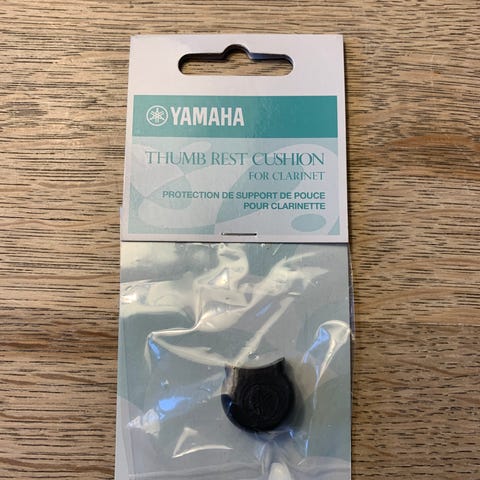 YAMAHA
THUMB REST CUSHION
FOR CLARINET
PROTECTION DE SUPPORT DE POUCE
POUR CLARINETTE